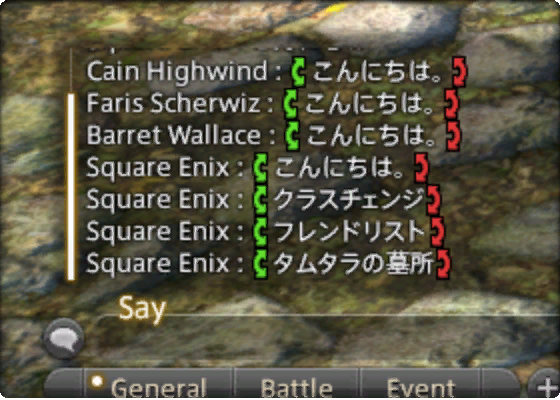 Cain Highwind : こんにちは。
Faris Scherwiz : こんにちは。
Barret Wallace : こんにちは。
Square Enix : こんにちは。
Square Enix : クラスチェンジ
Square Enix : フレンドリスト
Square Enix : タムタラの墓所
Say
General Battle Event +